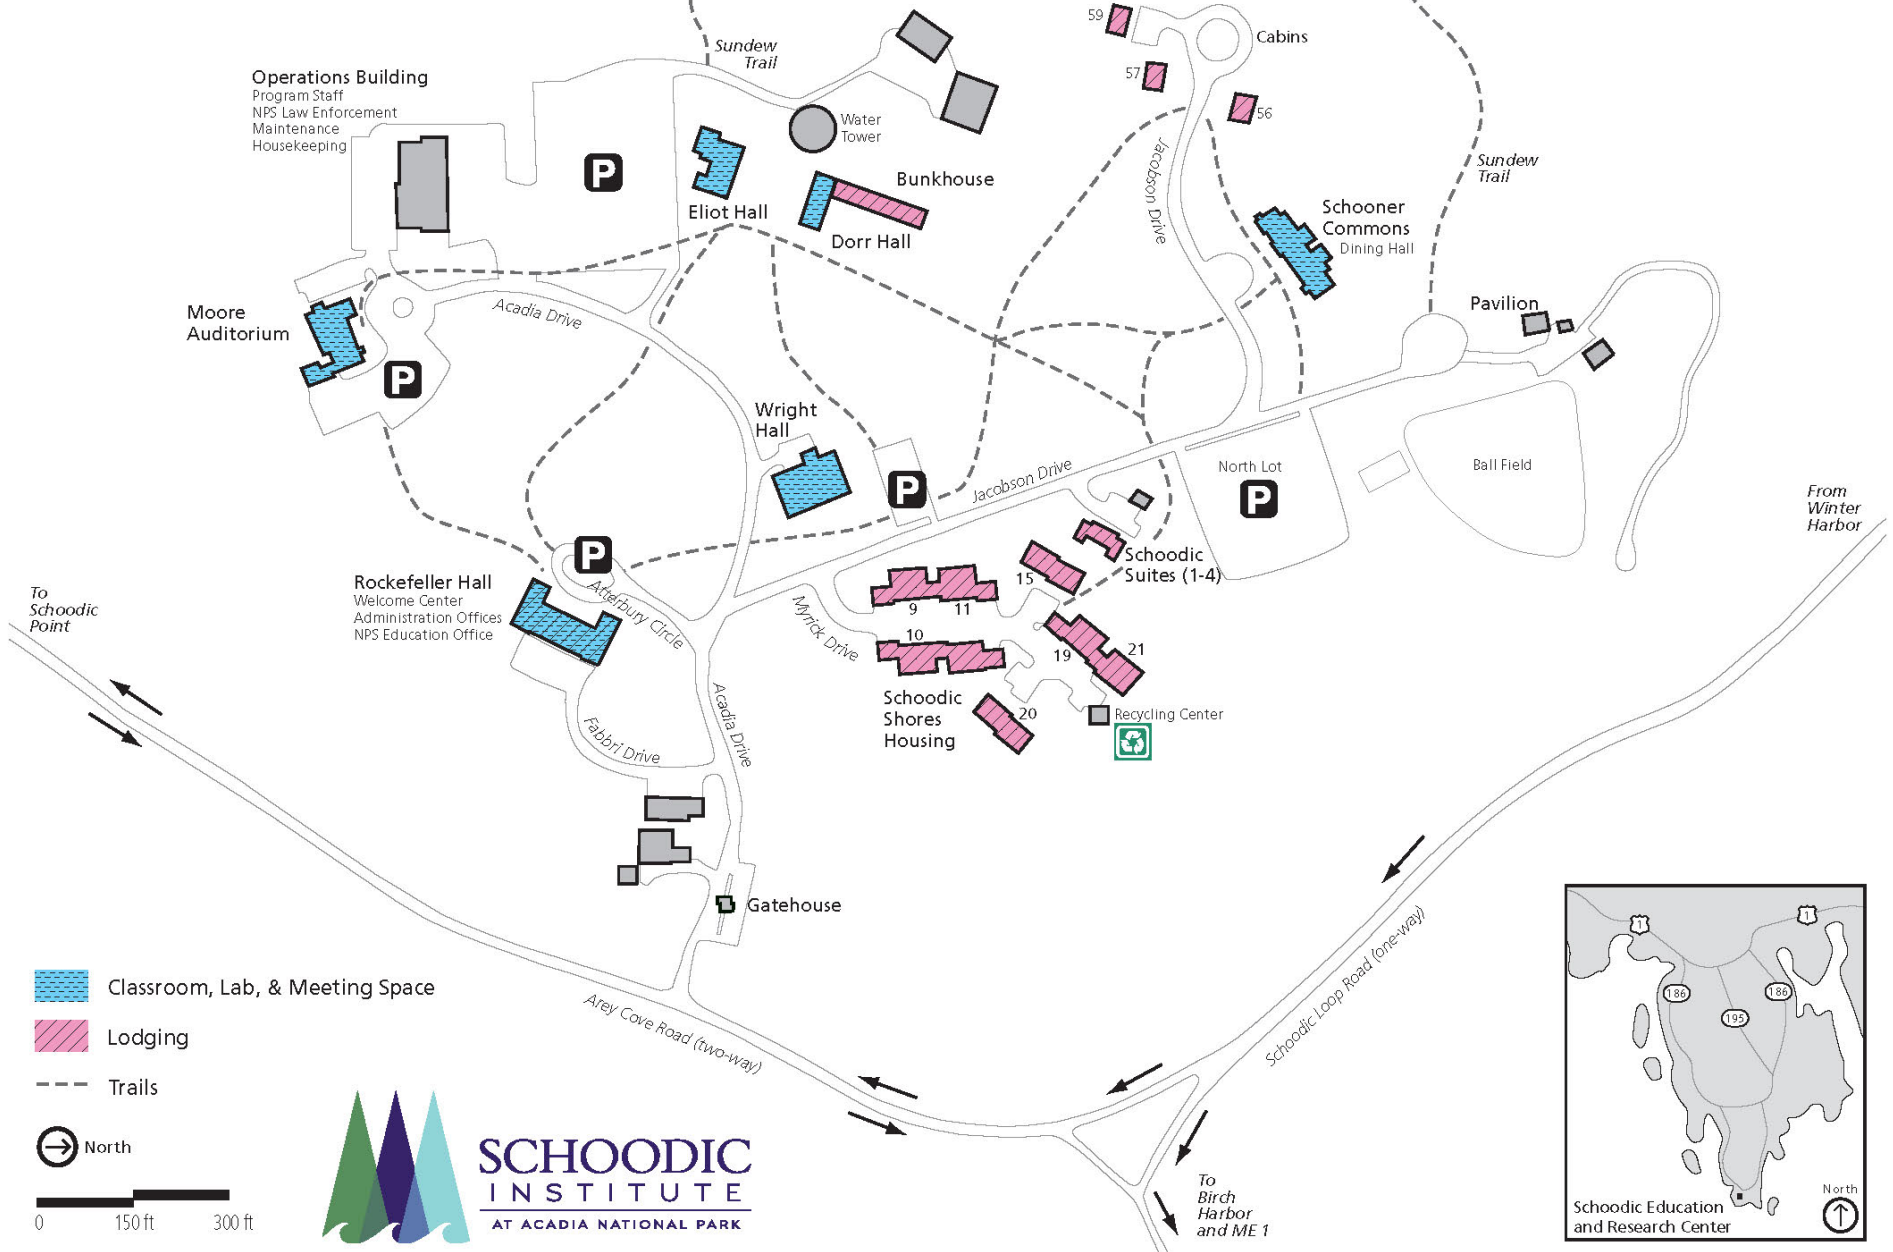 59
Cabins
57
56
Sundew
Trail
Operations Building
Program Staff
NPS Law Enforcement
Maintenance
Housekeeping
P
Water
Tower
Bunkhouse
Eliot Hall
Dorr Hall
Jacobson Drive
Sundew
Trail
Schooner
Commons
Dining Hall
Moore
Auditorium
Acadia Drive
P
Pavilion
Wright
Hall
P
Jacobson Drive
North Lot
P
Ball Field
From
Winter
Harbor
P
Rockefeller Hall
Welcome Center
Administration Offices
NPS Education Office
Atterbury Circle
Myrick Drive
9
11
15
Schoodic
Suites (1-4)
10
19
21
20
Schoodic
Shores
Housing
Recycling Center
To
Schoodic
Point
Fabbri Drive
Acadia Drive
Gatehouse
Arey Cove Road (two-way)
Schoodic Loop Road (one-way)
To
Birch
Harbor
and ME 1
Classroom, Lab, & Meeting Space
Lodging
Trails
North
0 150 ft 300 ft
SCHOODIC
INSTITUTE
AT ACADIA NATIONAL PARK
1
1
186
186
195
Schoodic Education
and Research Center
North